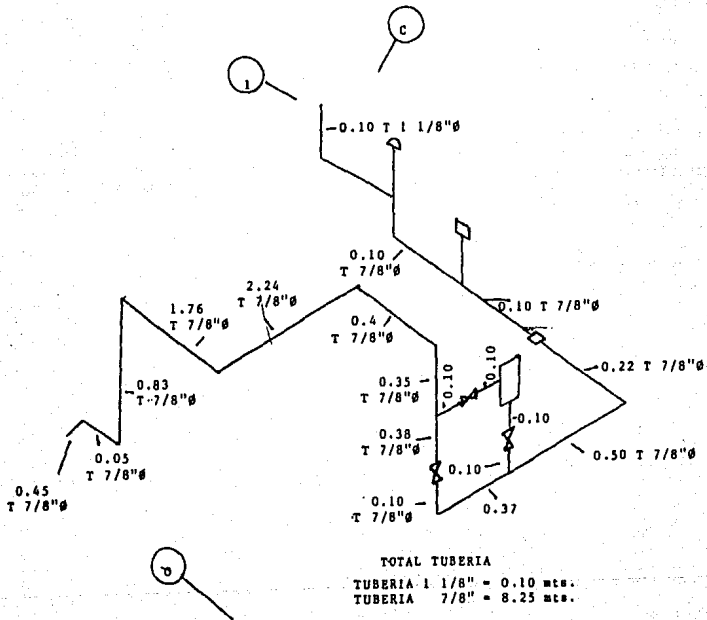 C
1
0.10 T 1 1/8"Ø
0.10
T 7/8"Ø
2.24
T 7/8"Ø
1.76
T 7/8"Ø
0.10 T 7/8"Ø
0.4
T 7/8"Ø
0.22 T 7/8"Ø
0.35
T 7/8"Ø
0.10
0.10
0.83
T 7/8"Ø
0.38
T 7/8"Ø
0.10
0.50 T 7/8"Ø
0.05
T 7/8"Ø
0.10
0.45
T 7/8"Ø
0.10
T 7/8"Ø
0.37
TOTAL TUBERIA
TUBERIA 1 1/8" = 0.10 mts.
TUBERIA 7/8" = 8.25 mts.